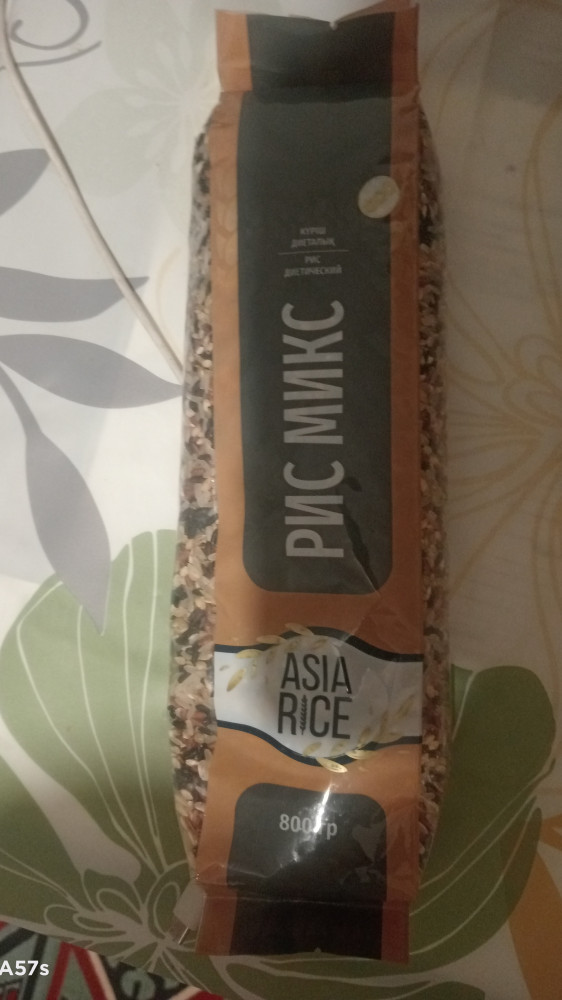 КҮРІШ
ДИЕТАЛЫҚ
РИС
ДИЕТИЧЕСКИЙ
РИС МИКС
ASIA
RICE
800 гр
A57s